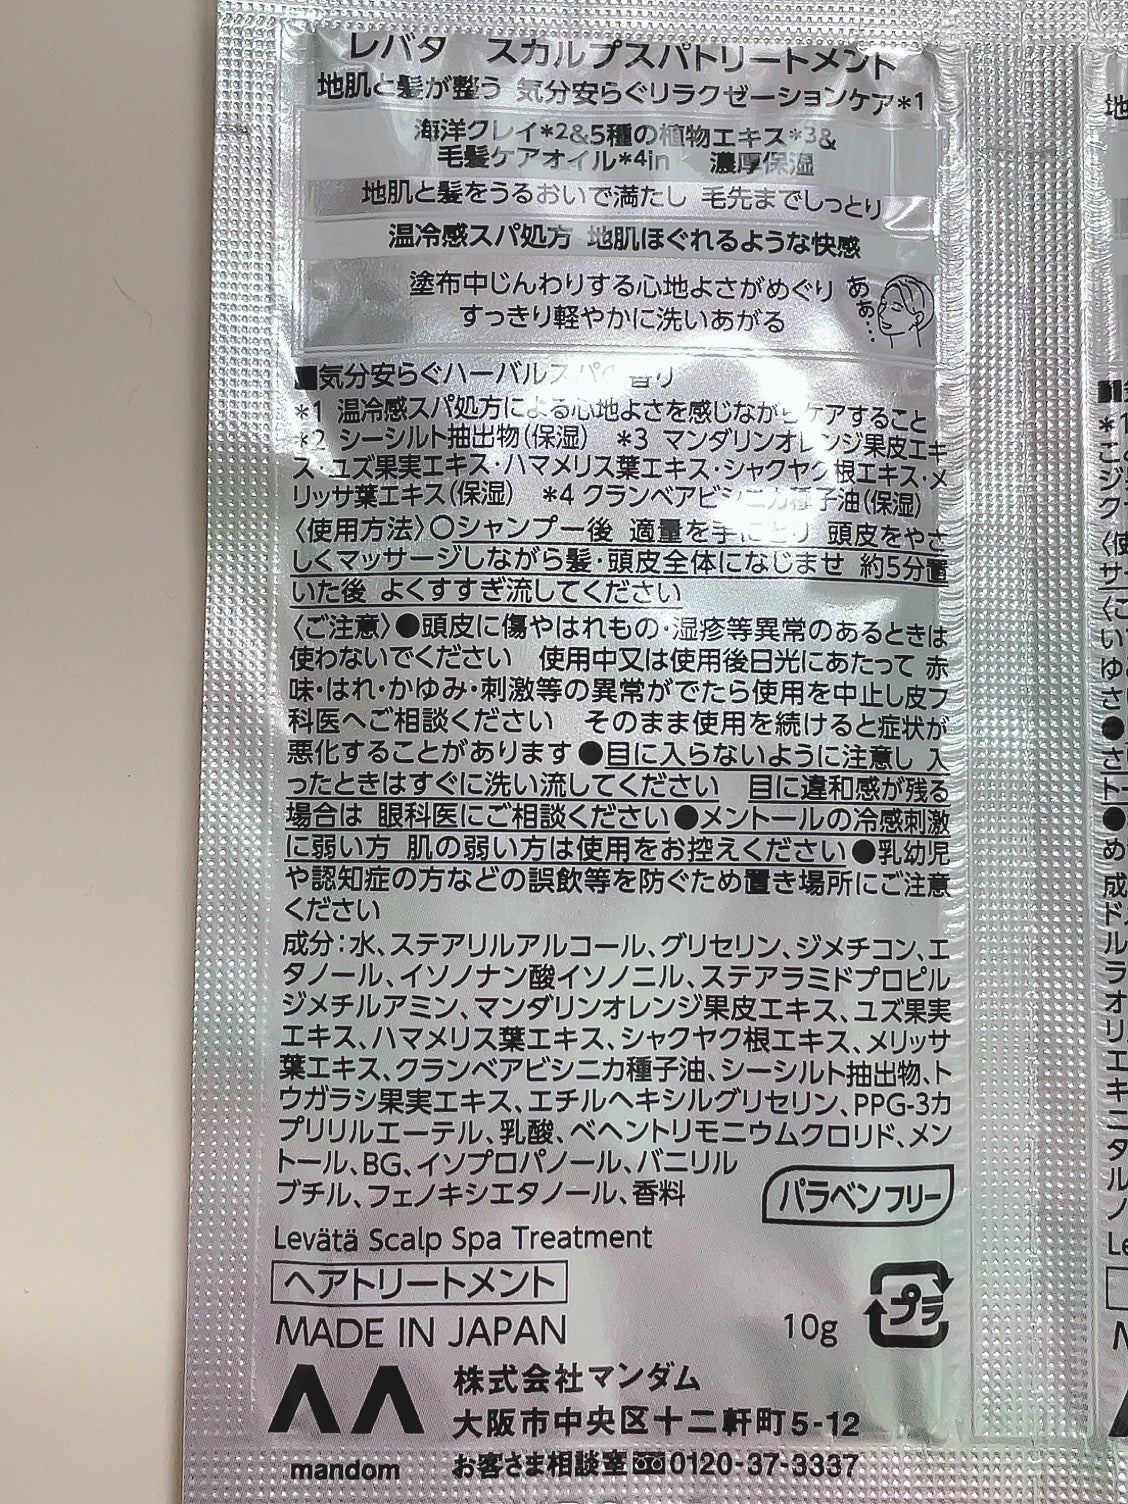 レバタ スカルプスパトリートメント
地肌と髪が整う 気分安らぐリラクゼーションケア*1
海洋クレイ*2&5種の植物エキス*3&
毛髪ケアオイル*4in 濃厚保湿
地肌と髪をうるおいで満たし 毛先までしっとり
温冷感スパ処方 地肌ほぐれるような快感
塗布中じんわりする心地よさがめぐり
すっきり軽やかに洗いあがる
ああ…
■気分安らぐハーバルスパの香り
*1 温冷感スパ処方による心地よさを感じながらケアすること
*2 シーシルト抽出物(保湿) *3 マンダリンオレンジ果皮エキ
ス・ユズ果実エキス・ハマメリス葉エキス・シャクヤク根エキス・メ
リッサ葉エキス(保湿) *4 クランベアビシニカ種子油(保湿)
〈使用方法〉○シャンプー後 適量を手にとり 頭皮をやさ
しくマッサージしながら髪・頭皮全体になじませ 約5分置
いた後 よくすすぎ流してください
〈ご注意〉●頭皮に傷やはれもの・湿疹等異常のあるときは
使わないでください 使用中又は使用後日光にあたって 赤
味・はれ・かゆみ・刺激等の異常がでたら使用を中止し皮フ
科医へご相談ください そのまま使用を続けると症状が
悪化することがあります●目に入らないように注意し 入
ったときはすぐに洗い流してください 目に違和感が残る
場合は 眼科医にご相談ください●メントールの冷感刺激
に弱い方 肌の弱い方は使用をお控えください●乳幼児
や認知症の方などの誤飲等を防ぐため置き場所にご注意
ください
成分:水、ステアリルアルコール、グリセリン、ジメチコン、エ
タノール、イソノナン酸イソノニル、ステアラミドプロピル
ジメチルアミン、マンダリンオレンジ果皮エキス、ユズ果実
エキス、ハマメリス葉エキス、シャクヤク根エキス、メリッサ
葉エキス、クランベアビシニカ種子油、シーシルト抽出物、ト
ウガラシ果実エキス、エチルヘキシルグリセリン、PPG-3カ
プリリルエーテル、乳酸、ベヘントリモニウムクロリド、メン
トール、BG、イソプロパノール、バニリル
ブチル、フェノキシエタノール、香料
パラベンフリー
Levätä Scalp Spa Treatment
ヘアトリートメント
MADE IN JAPAN
10g
プラ
株式会社マンダム
大阪市中央区十二軒町5-12
mandom
お客さま相談室 0120-37-3337